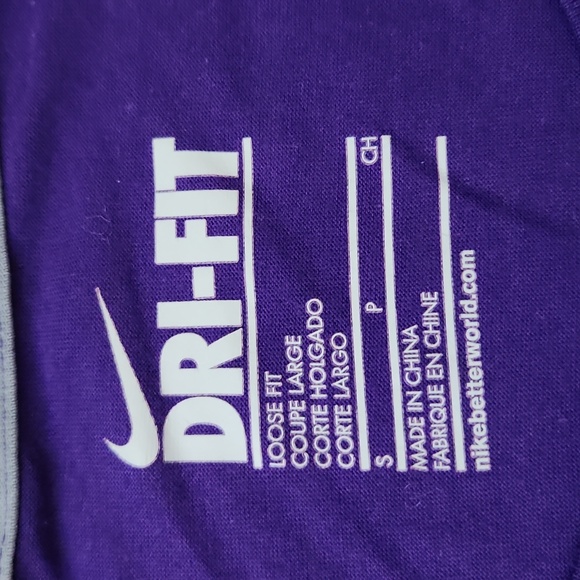 DRI-FIT
LOOSE FIT
COUPE LARGE
CORTE HOLGADO
CORTE LARGO
S P CH
MADE IN CHINA
FABRIQUE EN CHINE
nikebetterworld.com